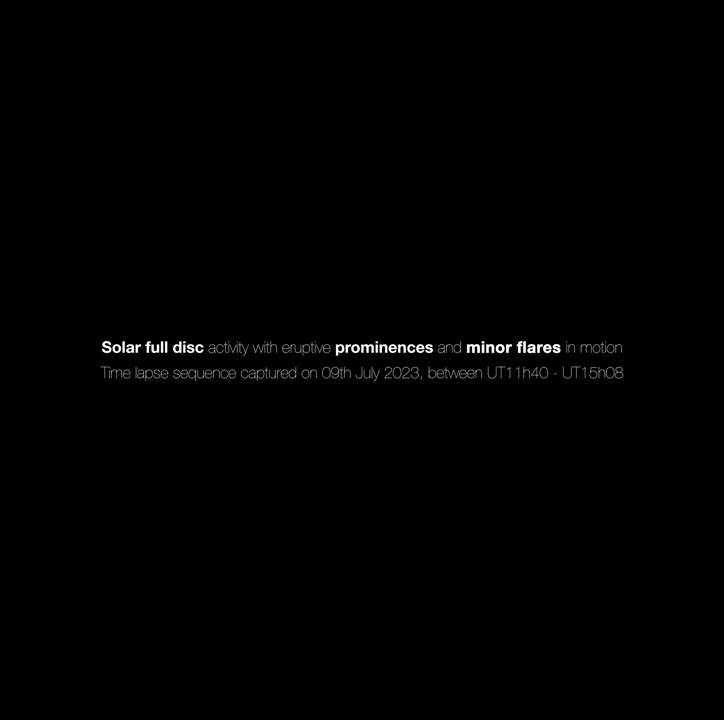 Solar full disc activity with eruptive prominences and minor flares in motion
Time lapse sequence captured on 09th July 2023, between UT11h40 - UT15h08